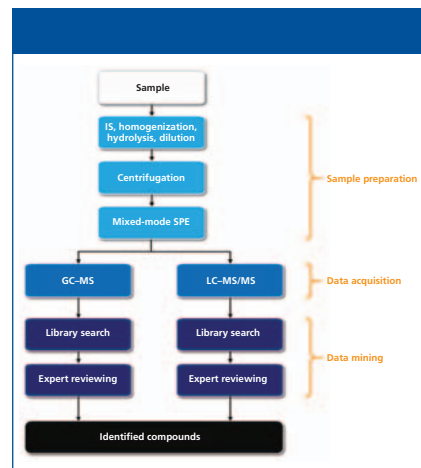 Sample
IS, homogenization,
hydrolysis, dilution
Centrifugation
Mixed-mode SPE
Sample preparation
GC–MS
LC–MS/MS
Data acquisition
Library search
Library search
Data mining
Expert reviewing
Expert reviewing
Identified compounds